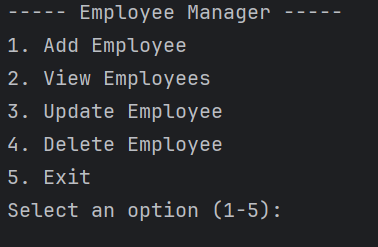 ----- Employee Manager -----
1. Add Employee
2. View Employees
3. Update Employee
4. Delete Employee
5. Exit
Select an option (1-5):